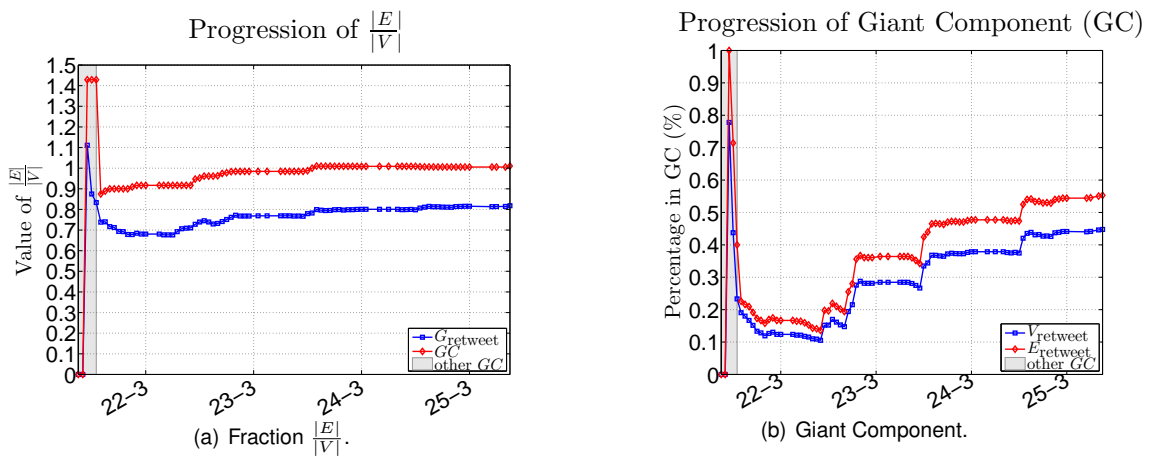 Progression of |E|/|V|
Value of |E|/|V|
1.5
1.4
1.3
1.2
1.1
1
0.9
0.8
0.7
0.6
0.5
0.4
0.3
0.2
0.1
0
22-3
23-3
24-3
25-3
G_retweet
GC
other GC
(a) Fraction |E|/|V|.
Progression of Giant Component (GC)
Percentage in GC (%)
1
0.9
0.8
0.7
0.6
0.5
0.4
0.3
0.2
0.1
0
22-3
23-3
24-3
25-3
V_retweet
E_retweet
other GC
(b) Giant Component.